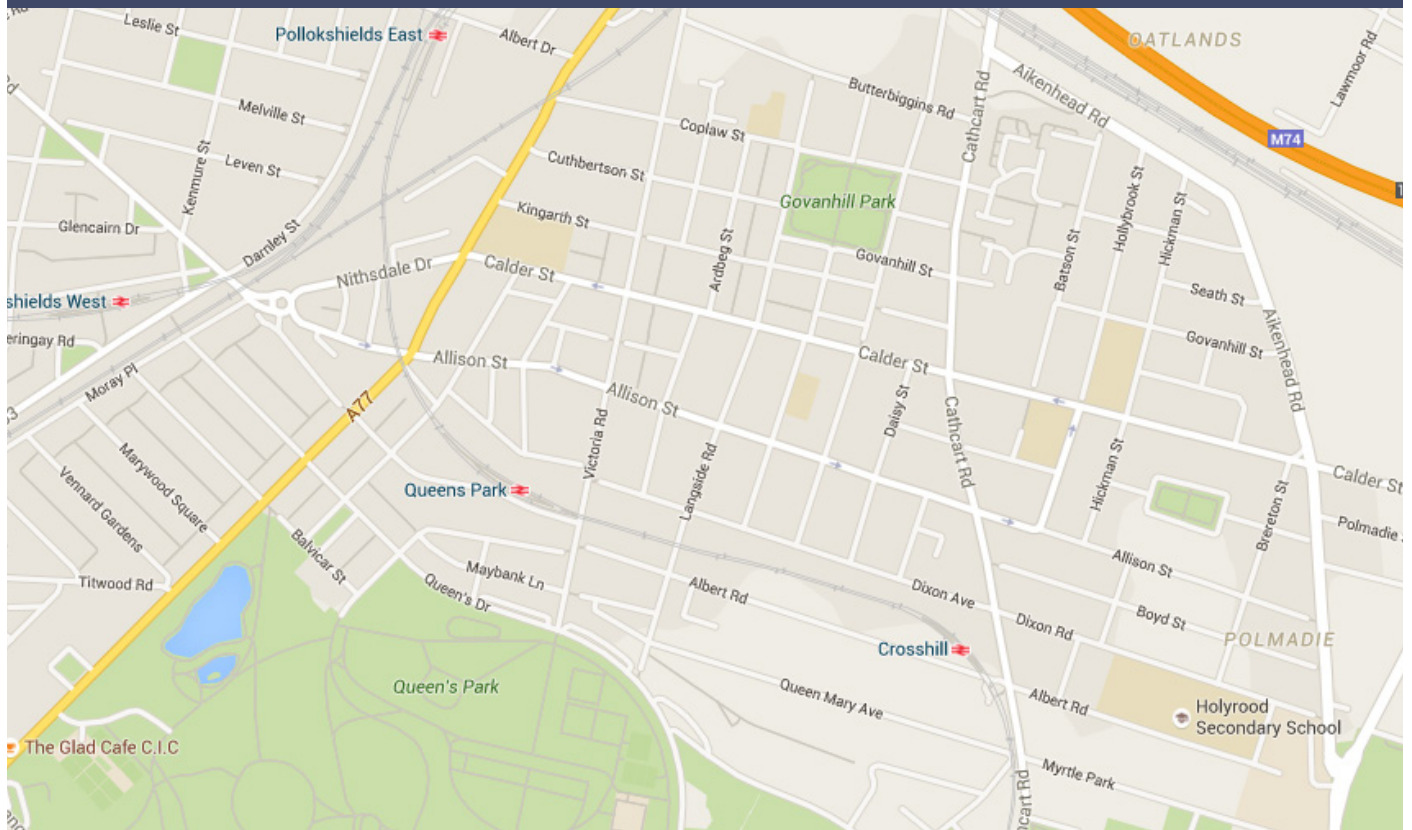 Leslie St
Pollokshields East
Albert Dr
OATLANDS
Lawmoor Rd
Rd
Melville St
Butterbiggins Rd
Cathcart Rd
Aikenhead Rd
M74
Coplaw St
Kenmure St
Leven St
Cuthbertson St
Govanhill Park
Hollybrook St
Hickman St
Kingarth St
Glencairn Dr
Darnley St
Ardbeg St
Batson St
Nithsdale Dr
Calder St
Govanhill St
shields West
Seath St
eringay Rd
Govanhill St
Aikenhead Rd
Moray Pl
Allison St
Calder St
A77
Allison St
Daisy St
Cathcart Rd
Victoria Rd
Langside Rd
Hickman St
Calder St
Marywood Square
Vennard Gardens
Queens Park
Brereton St
Polmadie
Balvicar St
Allison St
Titwood Rd
Maybank Ln
Queen's Dr
Albert Rd
Dixon Ave
Dixon Rd
Boyd St
POLMADIE
Crosshill
Queen's Park
Queen Mary Ave
Albert Rd
Holyrood
Secondary School
The Glad Cafe C.I.C
Myrtle Park
hcart Rd